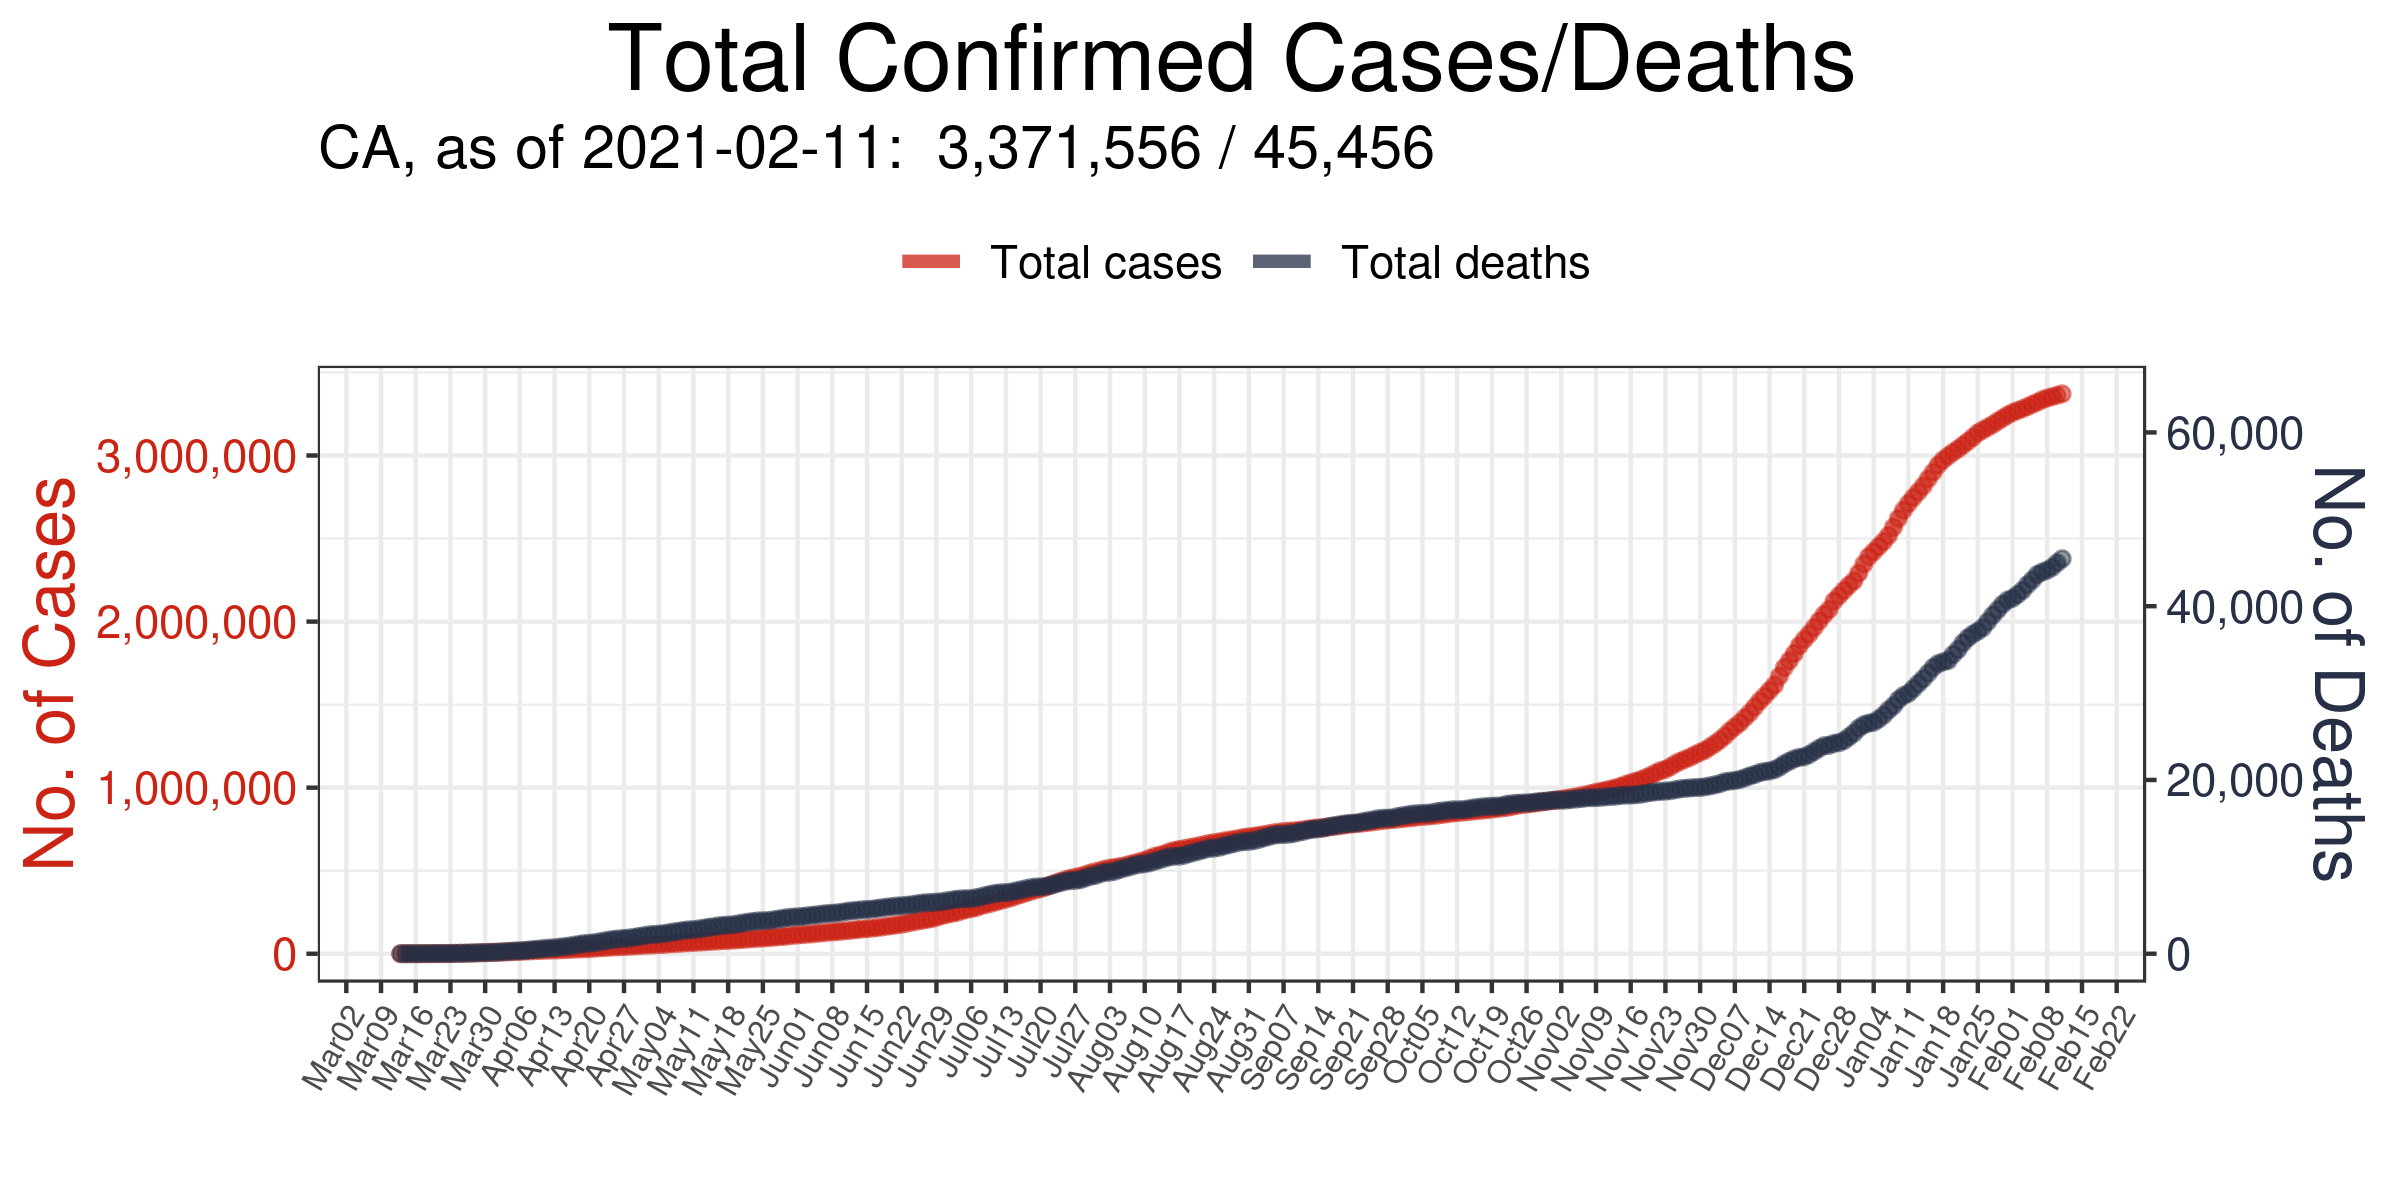 Total Confirmed Cases/Deaths
CA, as of 2021-02-11:  3,371,556 / 45,456
Total cases
Total deaths
No. of Cases
3,000,000
2,000,000
1,000,000
0
60,000
40,000
20,000
0
No. of Deaths
Mar02
Mar09
Mar16
Mar23
Mar30
Apr06
Apr13
Apr20
Apr27
May04
May11
May18
May25
Jun01
Jun08
Jun15
Jun22
Jun29
Jul06
Jul13
Jul20
Jul27
Aug03
Aug10
Aug17
Aug24
Aug31
Sep07
Sep14
Sep21
Sep28
Oct05
Oct12
Oct19
Oct26
Nov02
Nov09
Nov16
Nov23
Nov30
Dec07
Dec14
Dec21
Dec28
Jan04
Jan11
Jan18
Jan25
Feb01
Feb08
Feb15
Feb22